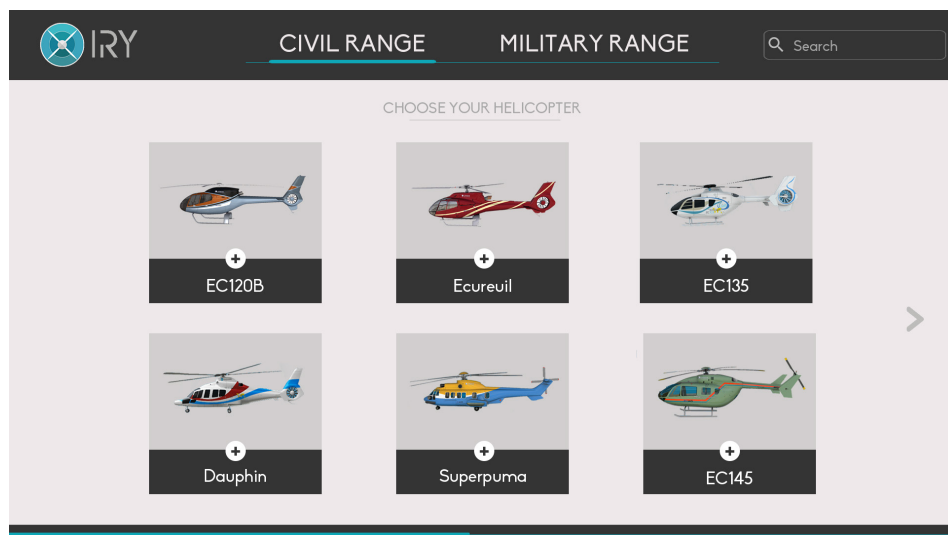 IRY
CIVIL RANGE
MILITARY RANGE
Search
CHOOSE YOUR HELICOPTER
EC120B
Ecureuil
EC135
Dauphin
Superpuma
EC145